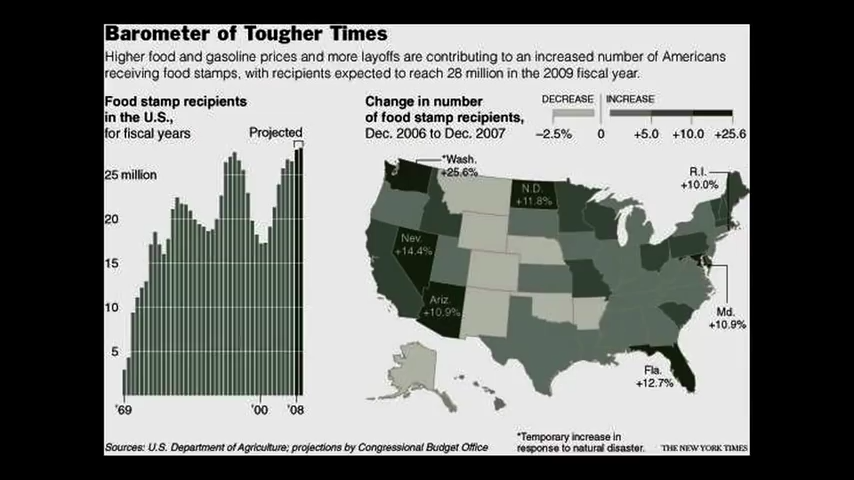 Barometer of Tougher Times
Higher food and gasoline prices and more layoffs are contributing to an increased number of Americans
receiving food stamps, with recipients expected to reach 28 million in the 2009 fiscal year.
Food stamp recipients
in the U.S.,
for fiscal years
Projected
25 million
20
15
10
5
'69
'00
'08
Change in number
of food stamp recipients,
Dec. 2006 to Dec. 2007
DECREASE
INCREASE
–2.5%
0
+5.0
+10.0
+25.6
*Wash.
+25.6%
N.D.
+11.8%
R.I.
+10.0%
Nev.
+14.4%
Ariz.
+10.9%
Md.
+10.9%
Fla.
+12.7%
*Temporary increase in
response to natural disaster.
Sources: U.S. Department of Agriculture; projections by Congressional Budget Office
THE NEW YORK TIMES